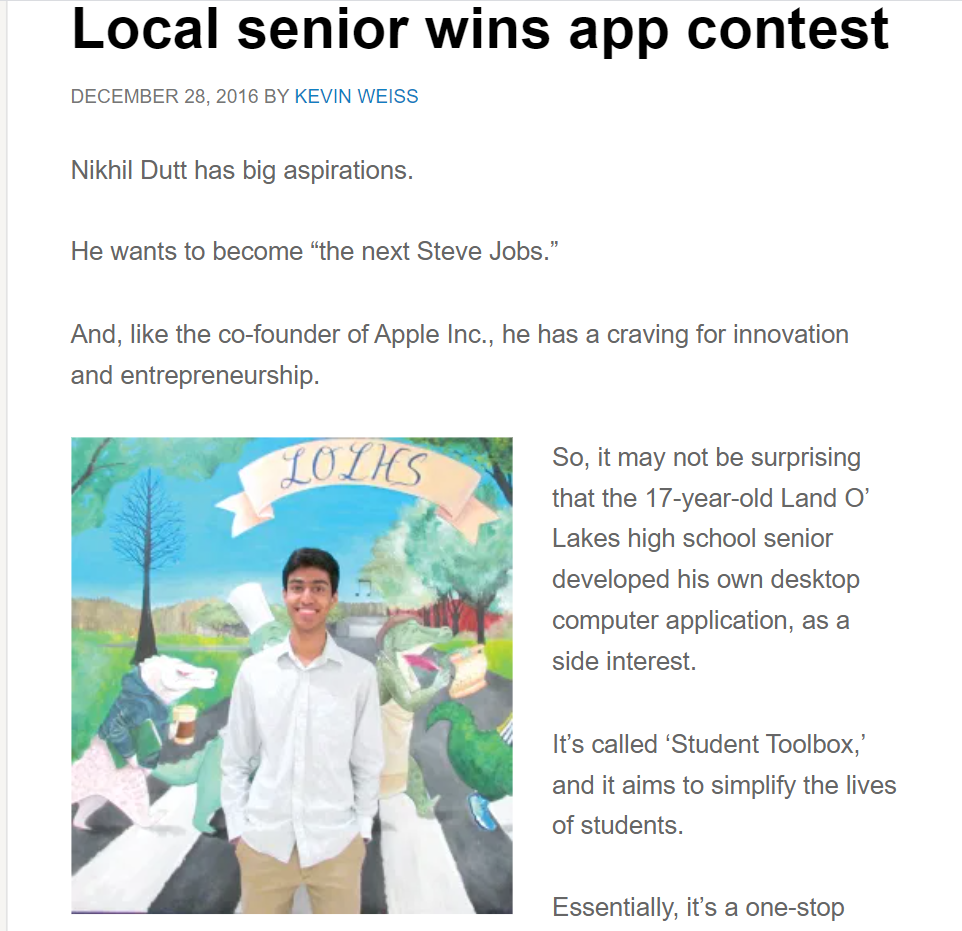 Local senior wins app contest
DECEMBER 28, 2016 BY KEVIN WEISS
Nikhil Dutt has big aspirations.
He wants to become “the next Steve Jobs.”
And, like the co-founder of Apple Inc., he has a craving for innovation
and entrepreneurship.
LOLHS
So, it may not be surprising
that the 17-year-old Land O’
Lakes high school senior
developed his own desktop
computer application, as a
side interest.
It’s called ‘Student Toolbox,’
and it aims to simplify the lives
of students.
Essentially, it’s a one-stop